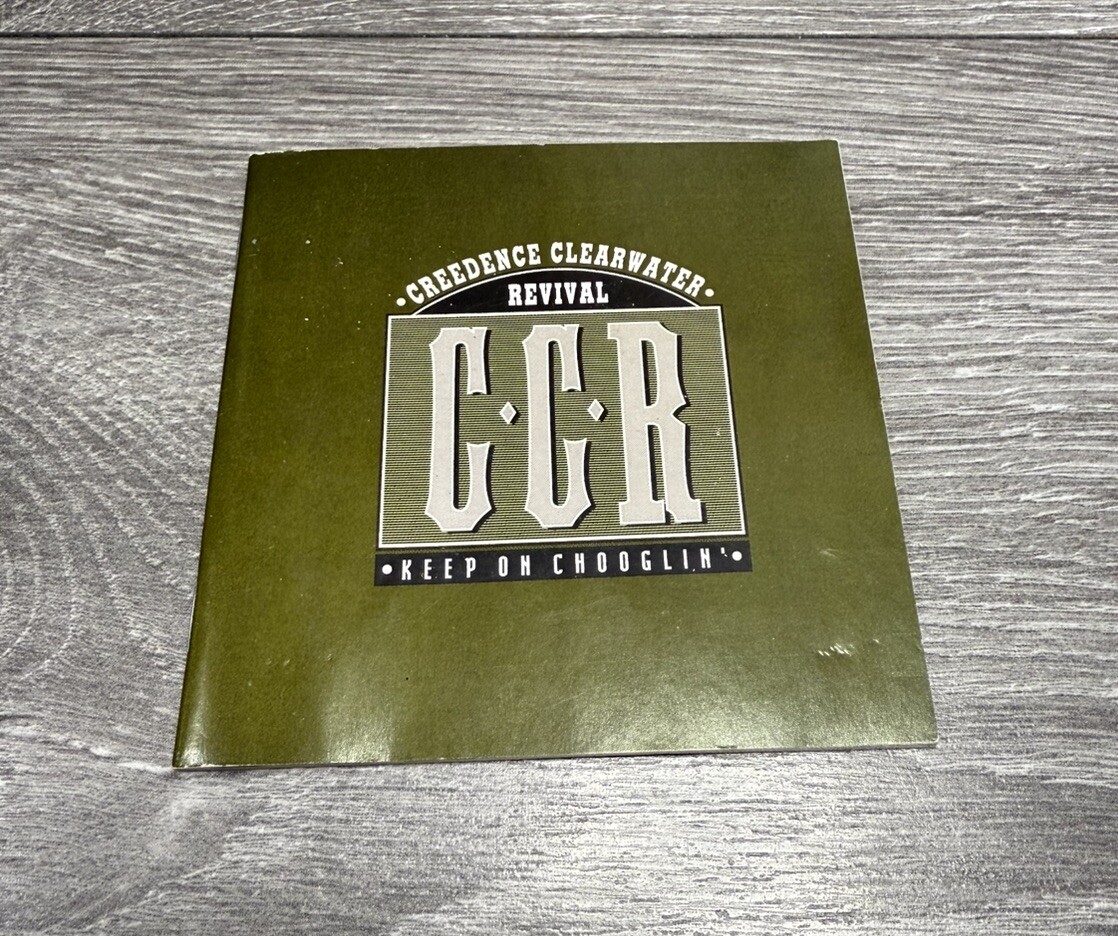 •CREEDENCE CLEARWATER•
REVIVAL
C·C·R
•KEEP ON CHOOGLIN'•